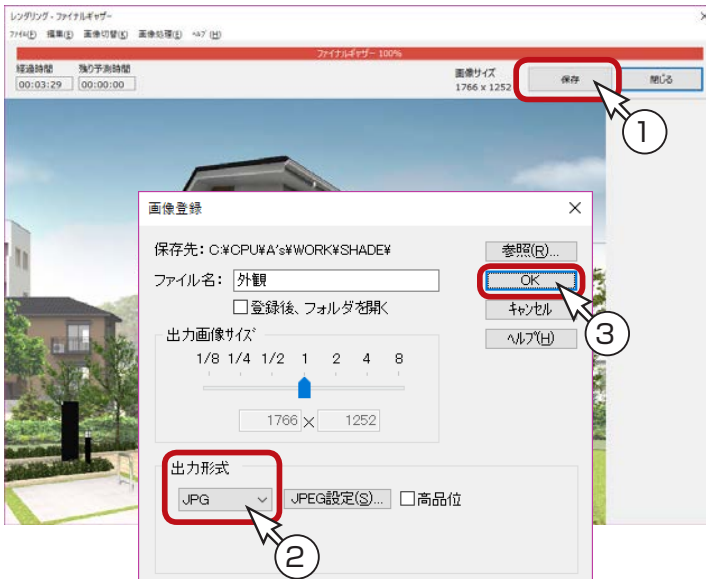 レンダリング - ファイナルギャザー
ファイル(F) 編集(E) 画像切替(K) 画像処理(E) ヘルプ(H)
ファイナルギャザー 100%
経過時間 残り予測時間
00:03:29 00:00:00
画像サイズ
1766 x 1252
保存 閉じる
①
画像登録
保存先: C:¥CPU¥A's¥WORK¥SHADE¥
参照(R)...
ファイル名: 外観
OK
登録後、フォルダを開く
キャンセル
③
出力画像サイズ
ヘルプ(H)
1/8 1/4 1/2 1 2 4 8
1766 × 1252
出力形式
JPG JPEG設定(S)... 高品位
②